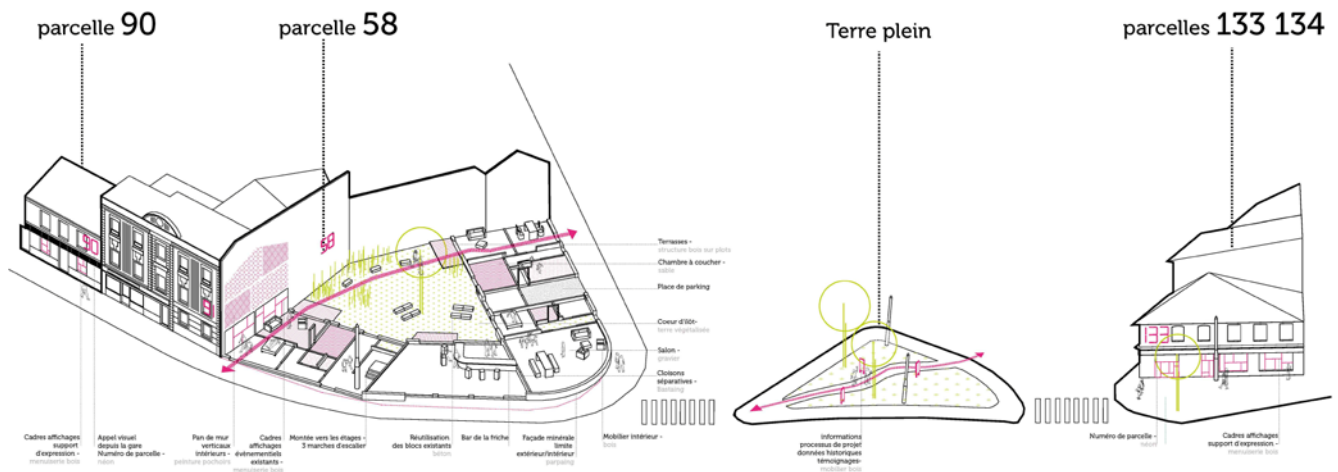 parcelle 90
parcelle 58
Terre plein
parcelles 133 134
90
58
9
133
Terrasses -
structure bois sur plots
Chambre à coucher -
sable
Place de parking
Coeur d'ilôt-
terre végétalisée
Salon -
gravier
Cloisons
séparatives -
Cadres affichages
support
d'expression -
menuiserie bois
Appel visuel
depuis la gare
Numéro de parcelle -
néon
Pan de mur
verticaux
intérieurs -
peinture pochoirs
Cadres
affichages
événementiels
existants -
menuiserie bois
Montée vers les étages -
3 marches d'escalier
Réutilisation
des blocs existants
béton
Bar de la friche
Façade minérale
limite
extérieur/intérieur
parpaing
Mobilier intérieur -
bois
informations
processus de projet
données historiques
témoignages-
mobilier bois
Numéro de parcelle -
néon
Cadres affichages
support d'expression -
menuiserie bois